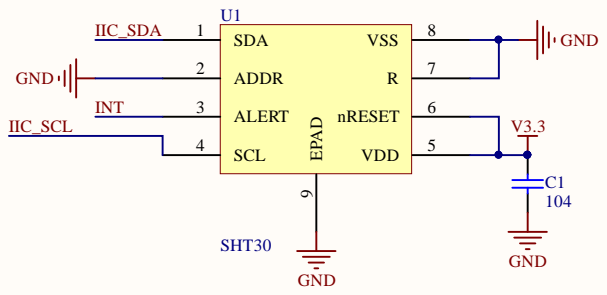 U1
IIC_SDA 1 SDA VSS 8 GND
GND 2 ADDR R 7
INT 3 ALERT nRESET 6
IIC_SCL 4 SCL VDD 5 V3.3
EPAD
9
C1
104
SHT30
GND
GND